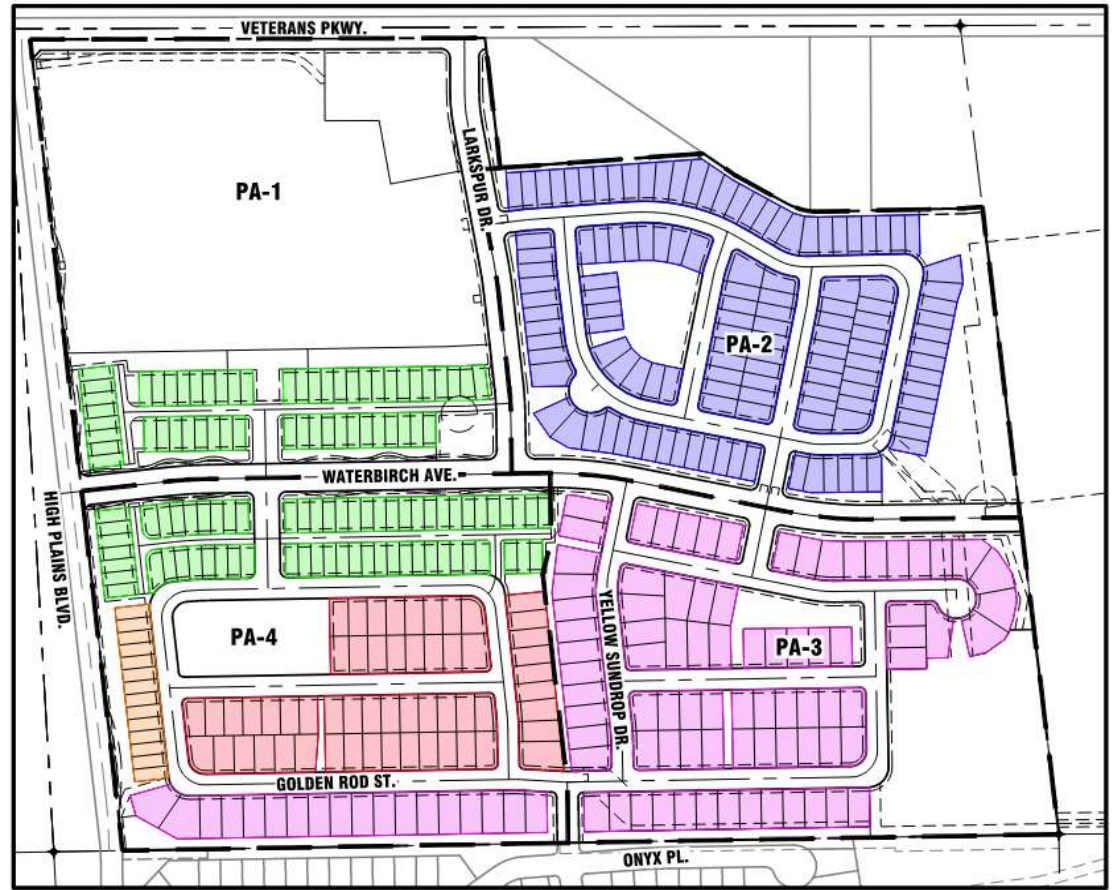 VETERANS PKWY.
LARKSPUR DR.
PA-1
PA-2
WATERBIRCH AVE.
HIGH PLAINS BLVD.
YELLOW SUNDROP DR.
PA-4
PA-3
GOLDEN ROD ST.
ONYX PL.